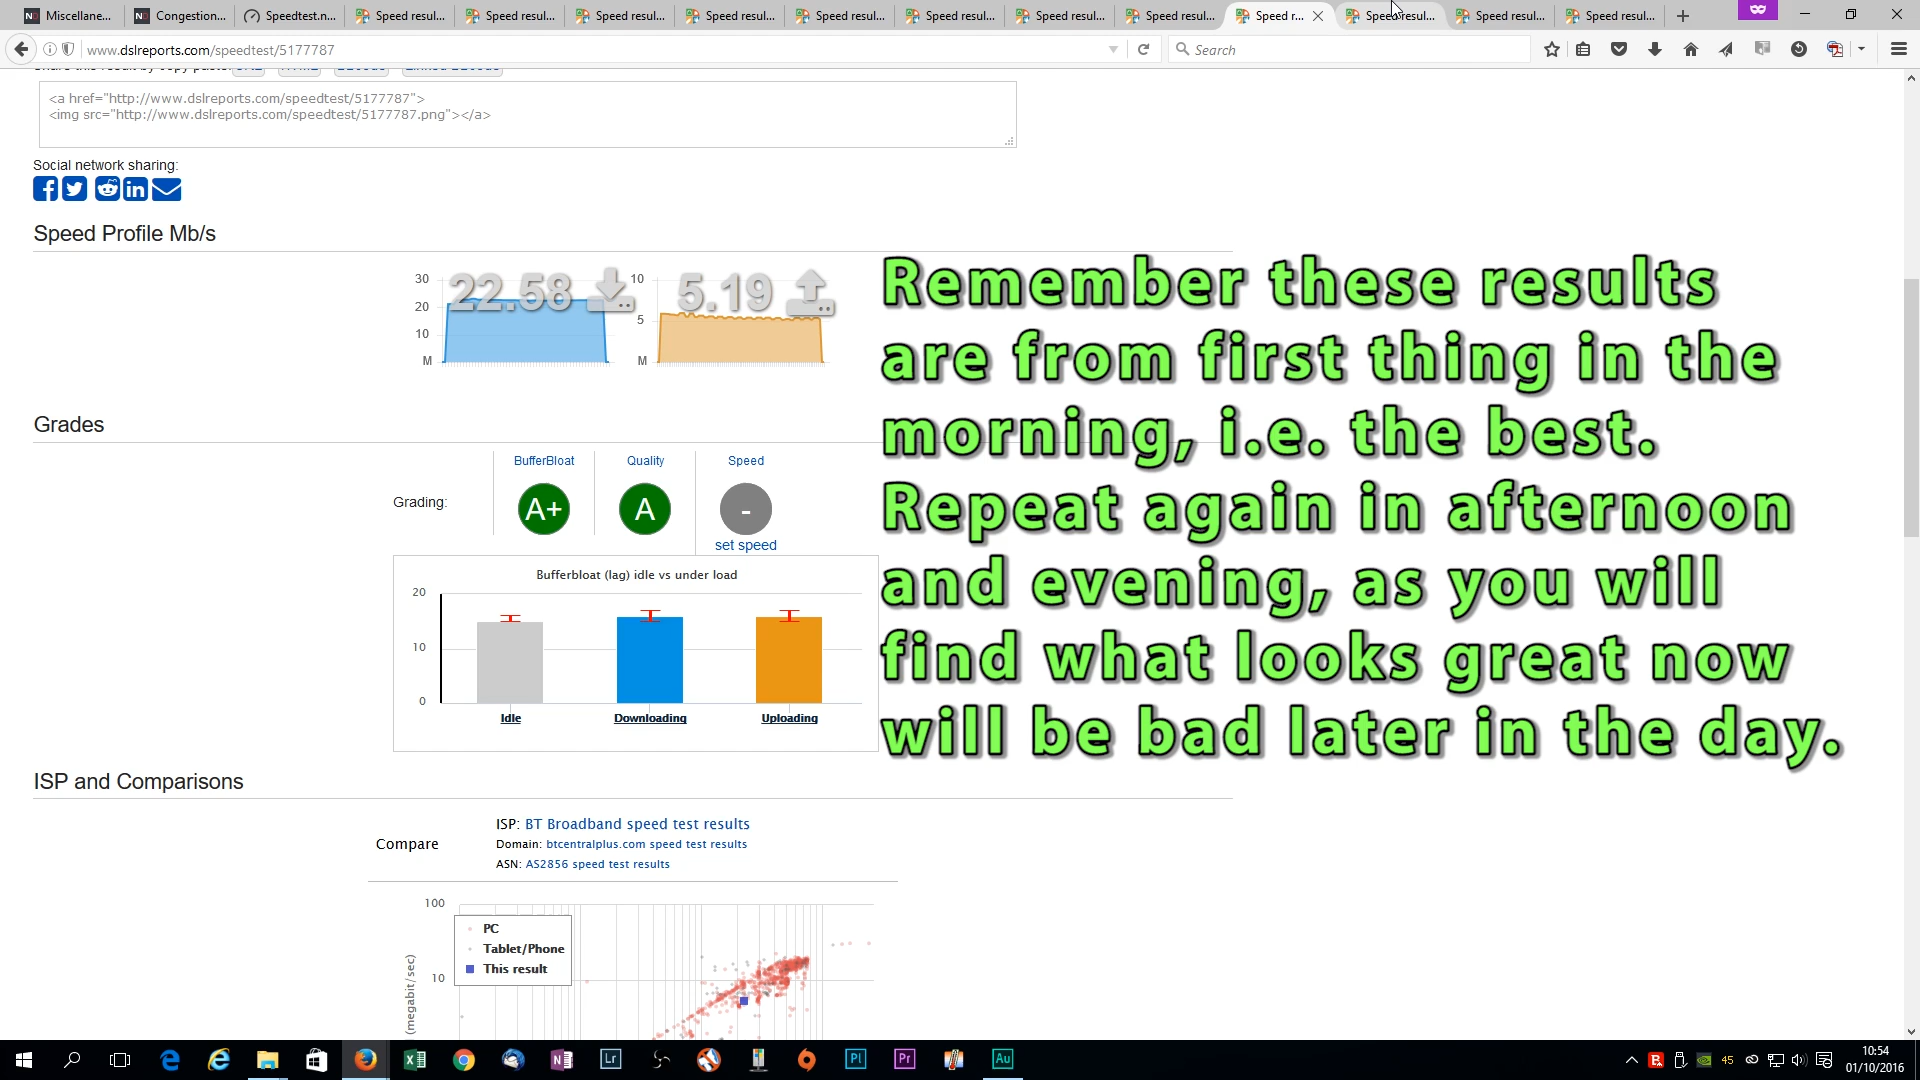 Miscellane...
Congestion...
Speedtest.n...
Speed resul...
Speed resul...
Speed resul...
Speed resul...
Speed resul...
Speed resul...
Speed resul...
Speed resul...
Speed r...
Speed resul...
Speed resul...
Speed resul...
www.dslreports.com/speedtest/5177787
Search
<a href="http://www.dslreports.com/speedtest/5177787">
<img src="http://www.dslreports.com/speedtest/5177787.png"></a>
Social network sharing:
Speed Profile Mb/s
30
20
10
M
22.58
10
5
M
5.19
Remember these results
are from first thing in the
morning, i.e. the best.
Repeat again in afternoon
and evening, as you will
find what looks great now
will be bad later in the day.
Grades
Grading:
BufferBloat
A+
Quality
A
Speed
-
set speed
Bufferbloat (lag) idle vs under load
20
10
0
Idle
Downloading
Uploading
ISP and Comparisons
Compare
ISP: BT Broadband speed test results
Domain: btcentralplus.com speed test results
ASN: AS2856 speed test results
100
10
(megabit/sec)
PC
Tablet/Phone
This result
Lr
Pl
Pr
Au
45
10:54
01/10/2016